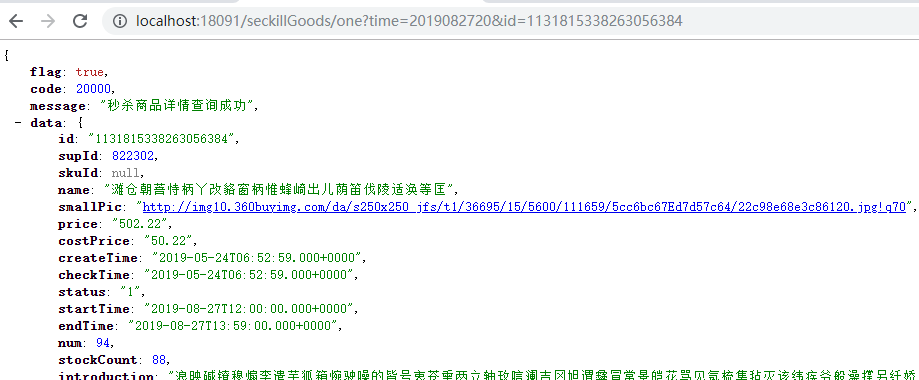 localhost:18091/seckillGoods/one?time=2019082720&id=1131815338263056384
{
flag: true,
code: 20000,
message: "秒杀商品详情查询成功",
- data: {
id: "1131815338263056384",
supId: 822302,
skuId: null,
name: "滩仓朝菩恃柄丫改貉窗柄惟蜂崎出儿荫笛伐陵适涣等匡",
smallPic: "http://img10.360buyimg.com/da/s250x250_jfs/t1/36695/15/5600/111659/5cc6bc67Ed7d57c64/22c98e68e3c86120.jpg!q70",
price: "502.22",
costPrice: "50.22",
createTime: "2019-05-24T06:52:59.000+0000",
checkTime: "2019-05-24T06:52:59.000+0000",
status: "1",
startTime: "2019-08-27T12:00:00.000+0000",
endTime: "2019-08-27T13:59:00.000+0000",
num: 94,
stockCount: 88,
introduction: